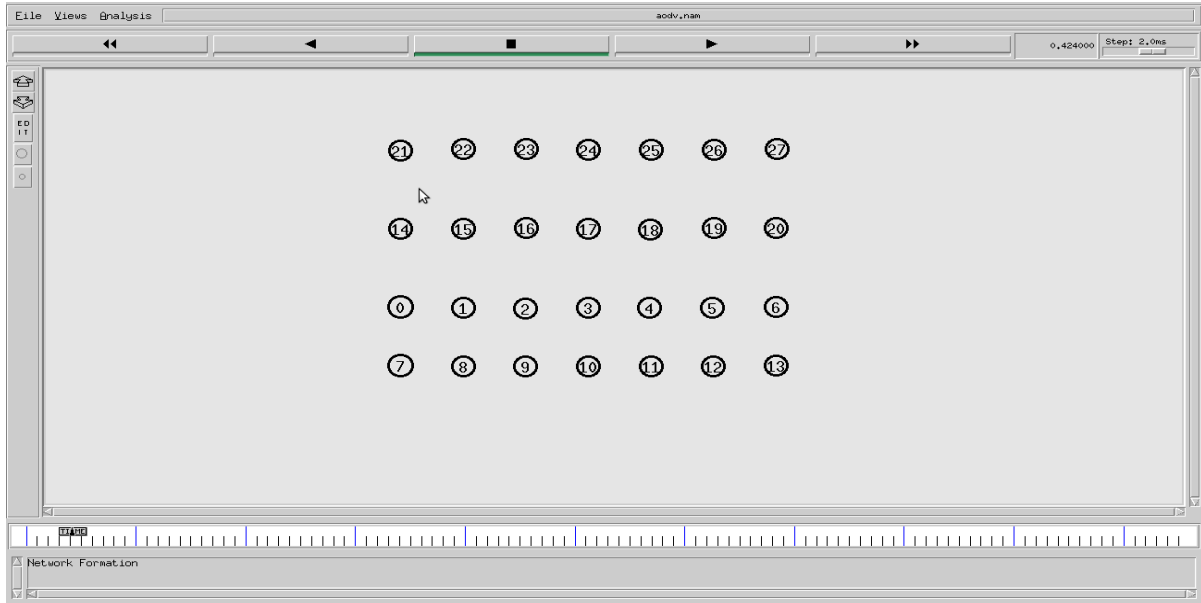 Eile Views Analysis aodv.nam
0.424000 Step: 2.0ms
ED
IT
21 22 23 24 25 26 27
14 15 16 17 18 19 20
0 1 2 3 4 5 6
7 8 9 10 11 12 13
TIME
Network Formation